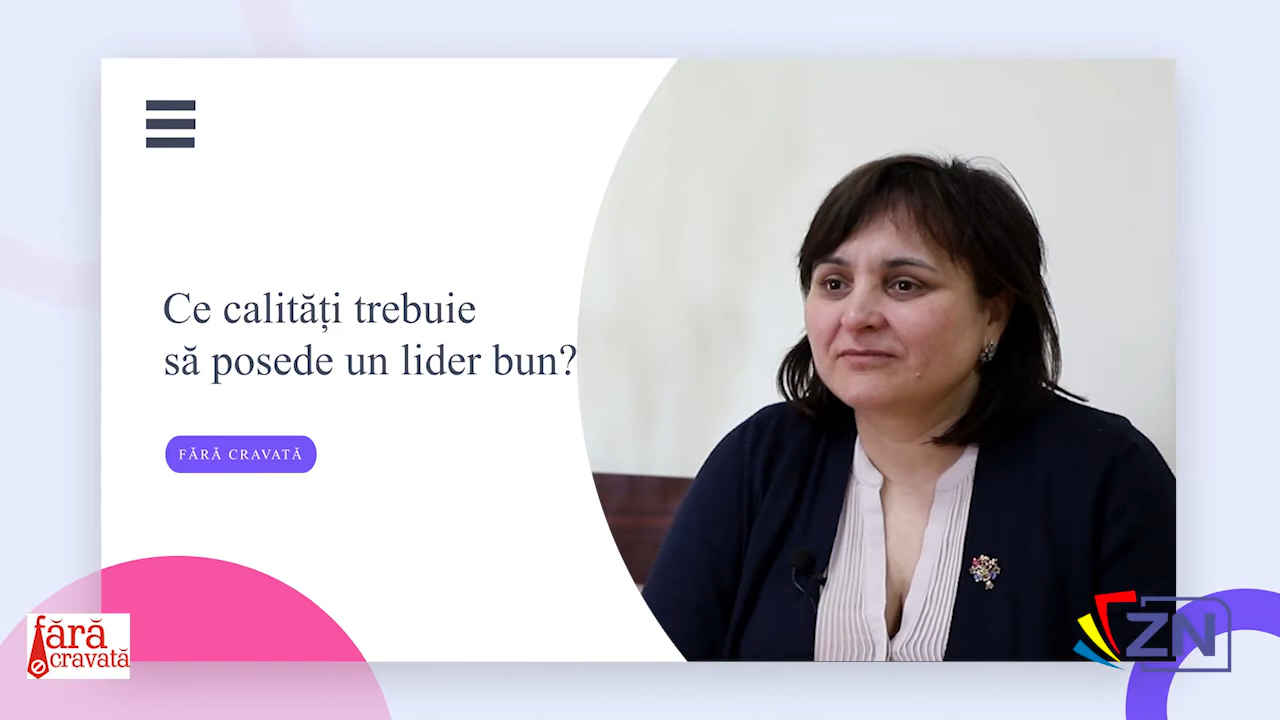 Ce calități trebuie
să posede un lider bun?
FĂRĂ CRAVATĂ
fără
cravată
ZN